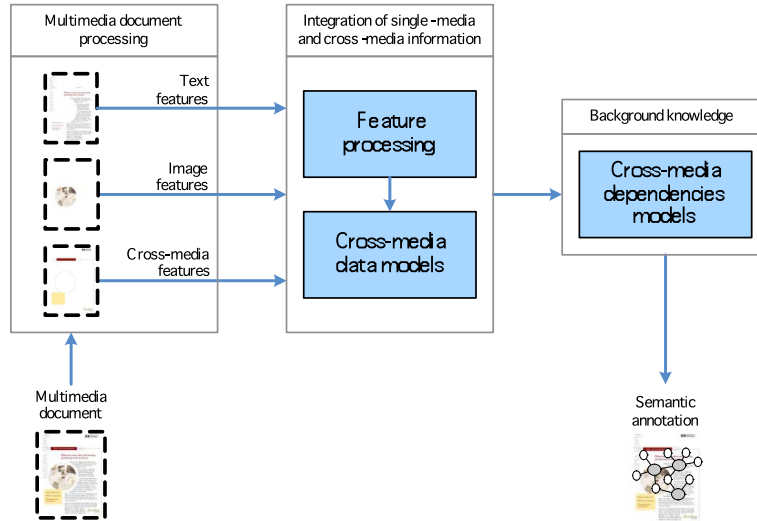 Multimedia document
processing
Integration of single -media
and cross -media information
Text
features
Feature
processing
Background knowledge
Image
features
Cross-media
dependencies
models
Cross-media
features
Cross-media
data models
Multimedia
document
Semantic
annotation